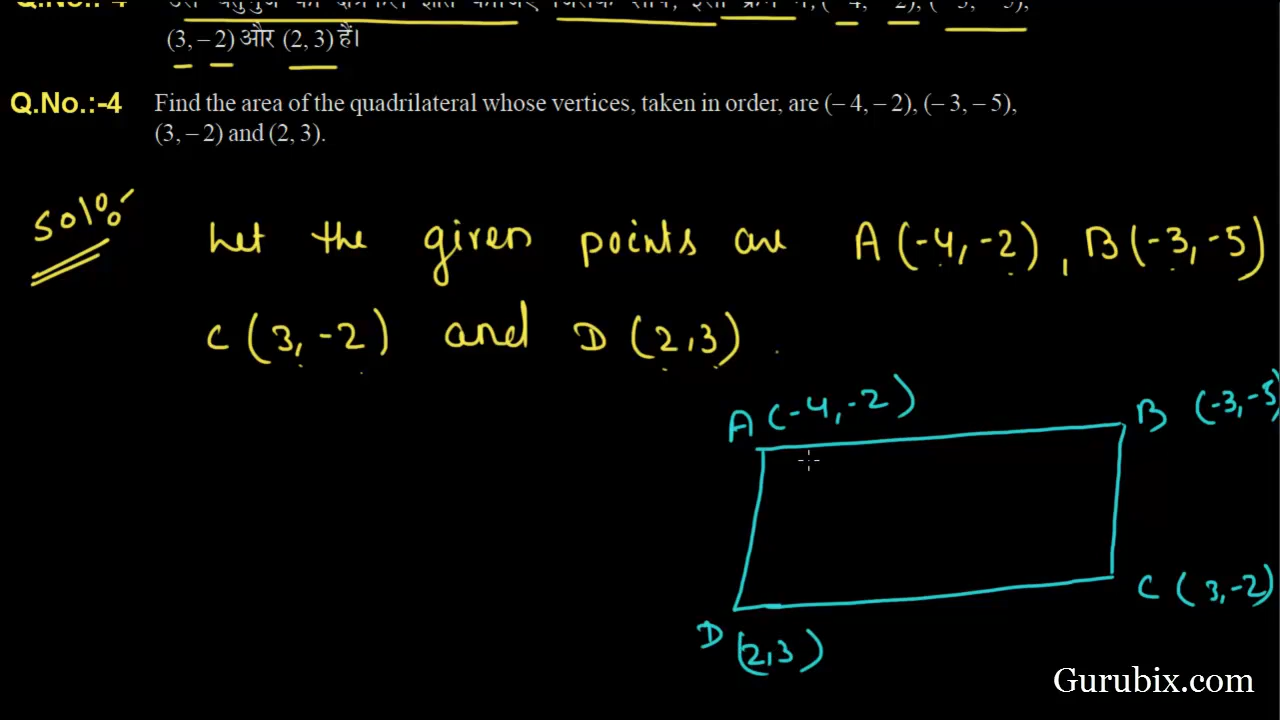 (3, – 2) और (2, 3) हैं।
Q.No.:-4 Find the area of the quadrilateral whose vertices, taken in order, are (– 4, – 2), (– 3, – 5),
(3, – 2) and (2, 3).
Sol%
Let the given points are A(-4, -2), B(-3, -5)
C(3, -2) and D(2,3).
A(-4,-2) B (-3,-5)
C (3,-2)
D (2,3)
Gurubix.com